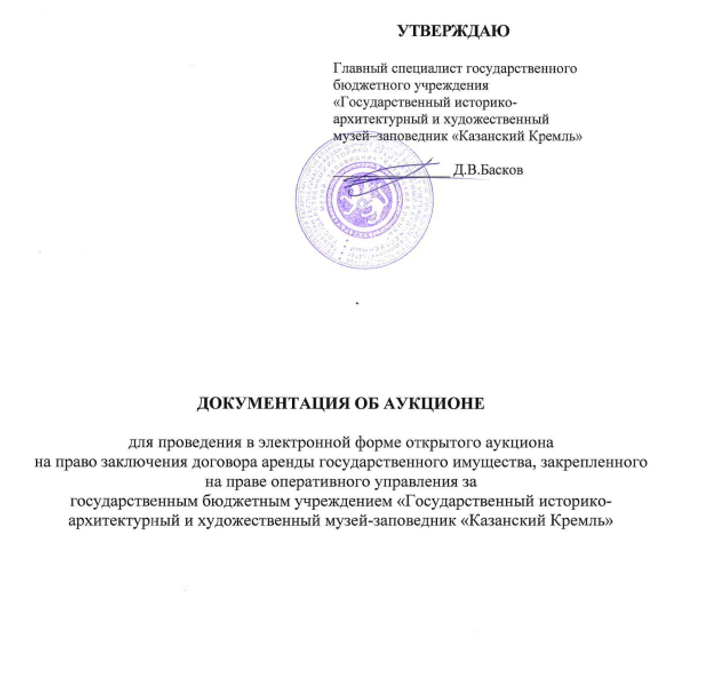 УТВЕРЖДАЮ
Главный специалист государственного
бюджетного учреждения
«Государственный историко-
архитектурный и художественный
музей–заповедник «Казанский Кремль»
Д.В.Басков
ДОКУМЕНТАЦИЯ ОБ АУКЦИОНЕ
для проведения в электронной форме открытого аукциона
на право заключения договора аренды государственного имущества, закрепленного
на праве оперативного управления за
государственным бюджетным учреждением «Государственный историко-
архитектурный и художественный музей-заповедник «Казанский Кремль»